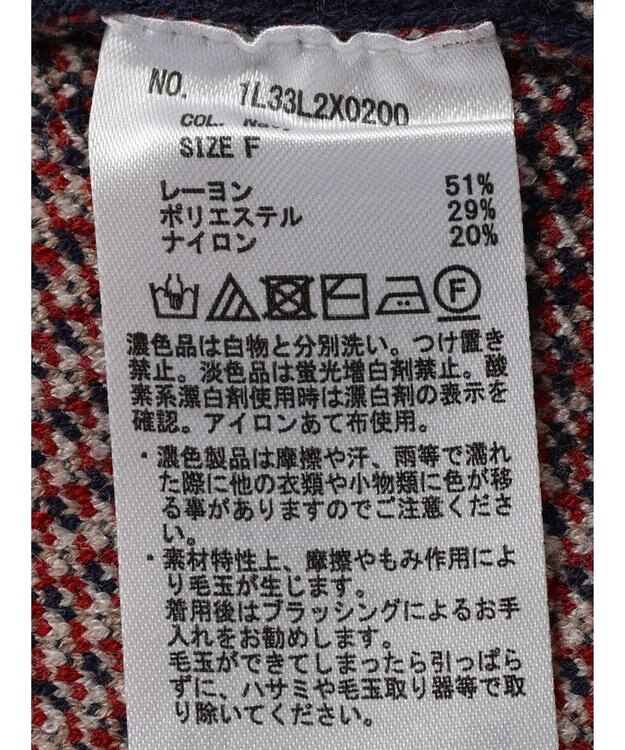 NO. 1L33L2X0200
COL.
SIZE F
レーヨン 51%
ポリエステル 29%
ナイロン 20%
F
濃色品は白物と分別洗い。つけ置き
禁止。淡色品は蛍光増白剤禁止。酸
素系漂白剤使用時は漂白剤の表示を
確認。アイロンあて布使用。
・濃色製品は摩擦や汗、雨等で濡れ
た際に他の衣類や小物類に色が移
る事がありますのでご注意くださ
い。
・素材特性上、摩擦やもみ作用によ
り毛玉が生じます。
着用後はブラッシングによるお手
入れをお勧めします。
毛玉ができてしまったら引っぱら
ずに、ハサミや毛玉取り器等で取
り除いてください。